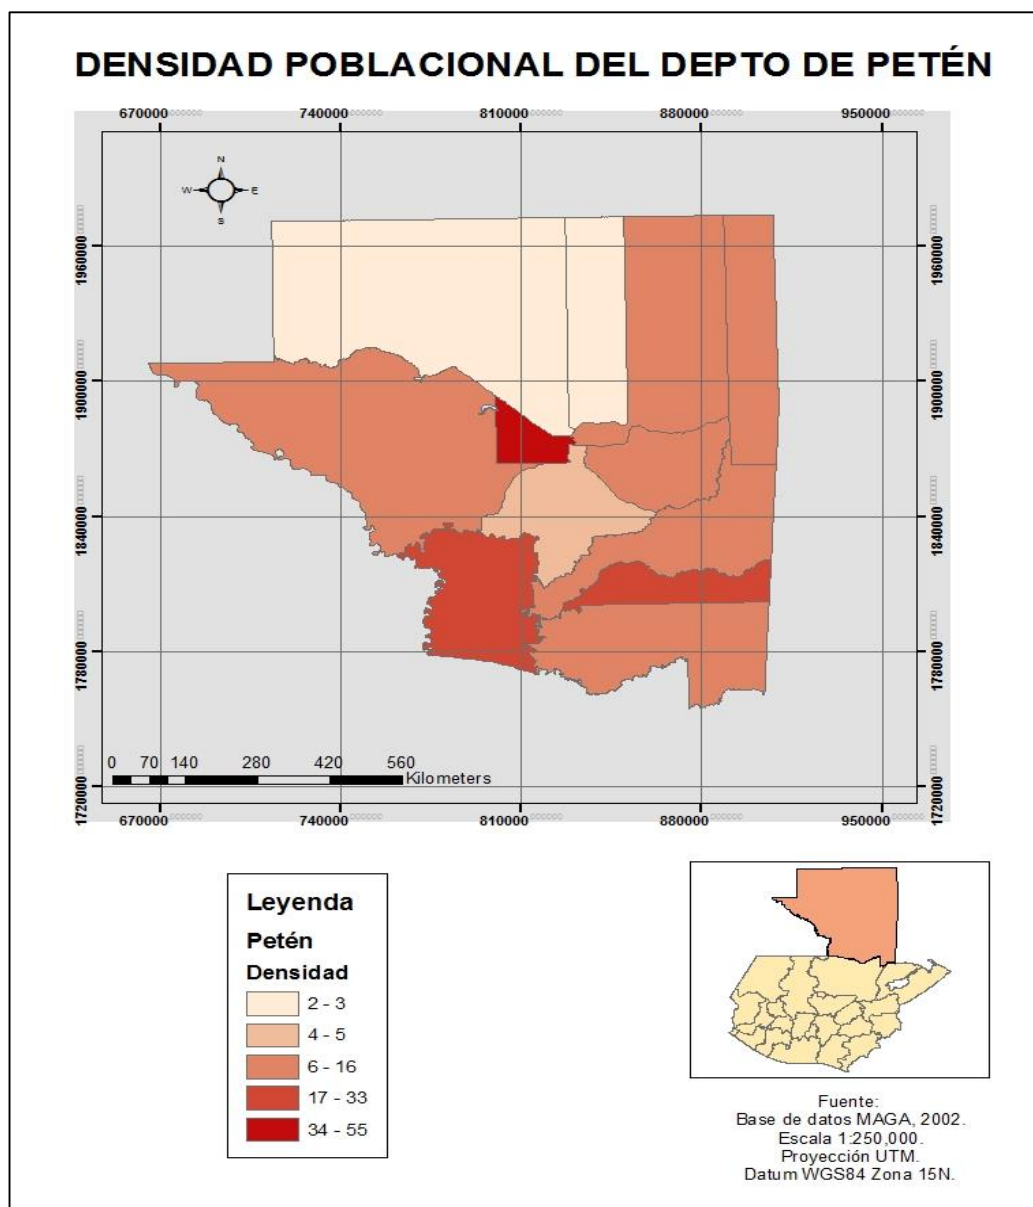 DENSIDAD POBLACIONAL DEL DEPTO DE PETÉN
670000 740000 810000 880000 950000
N
W E
S
1960000 1960000
1900000 1900000
1840000 1840000
1780000 1780000
1720000 1720000
0 70 140 280 420 560
Kilometers
670000 740000 810000 880000 950000
Leyenda
Petén
Densidad
2 - 3
4 - 5
6 - 16
17 - 33
34 - 55
Fuente:
Base de datos MAGA, 2002.
Escala 1:250,000.
Proyección UTM.
Datum WGS84 Zona 15N.